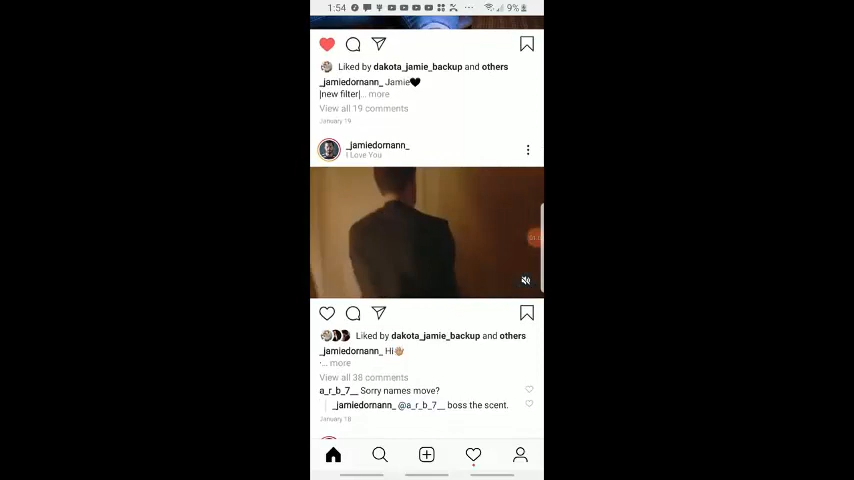 1:54
9%
Liked by dakota_jamie_backup and others
_jamiedornann_ Jamie🖤
|new filter|... more
View all 19 comments
January 19
_jamiedornann_
I Love You
Liked by dakota_jamie_backup and others
_jamiedornann_ Hi👋🏼
·... more
View all 38 comments
a_r_b_7__ Sorry names move?
_jamiedornann_ @a_r_b_7__ boss the scent.
January 18